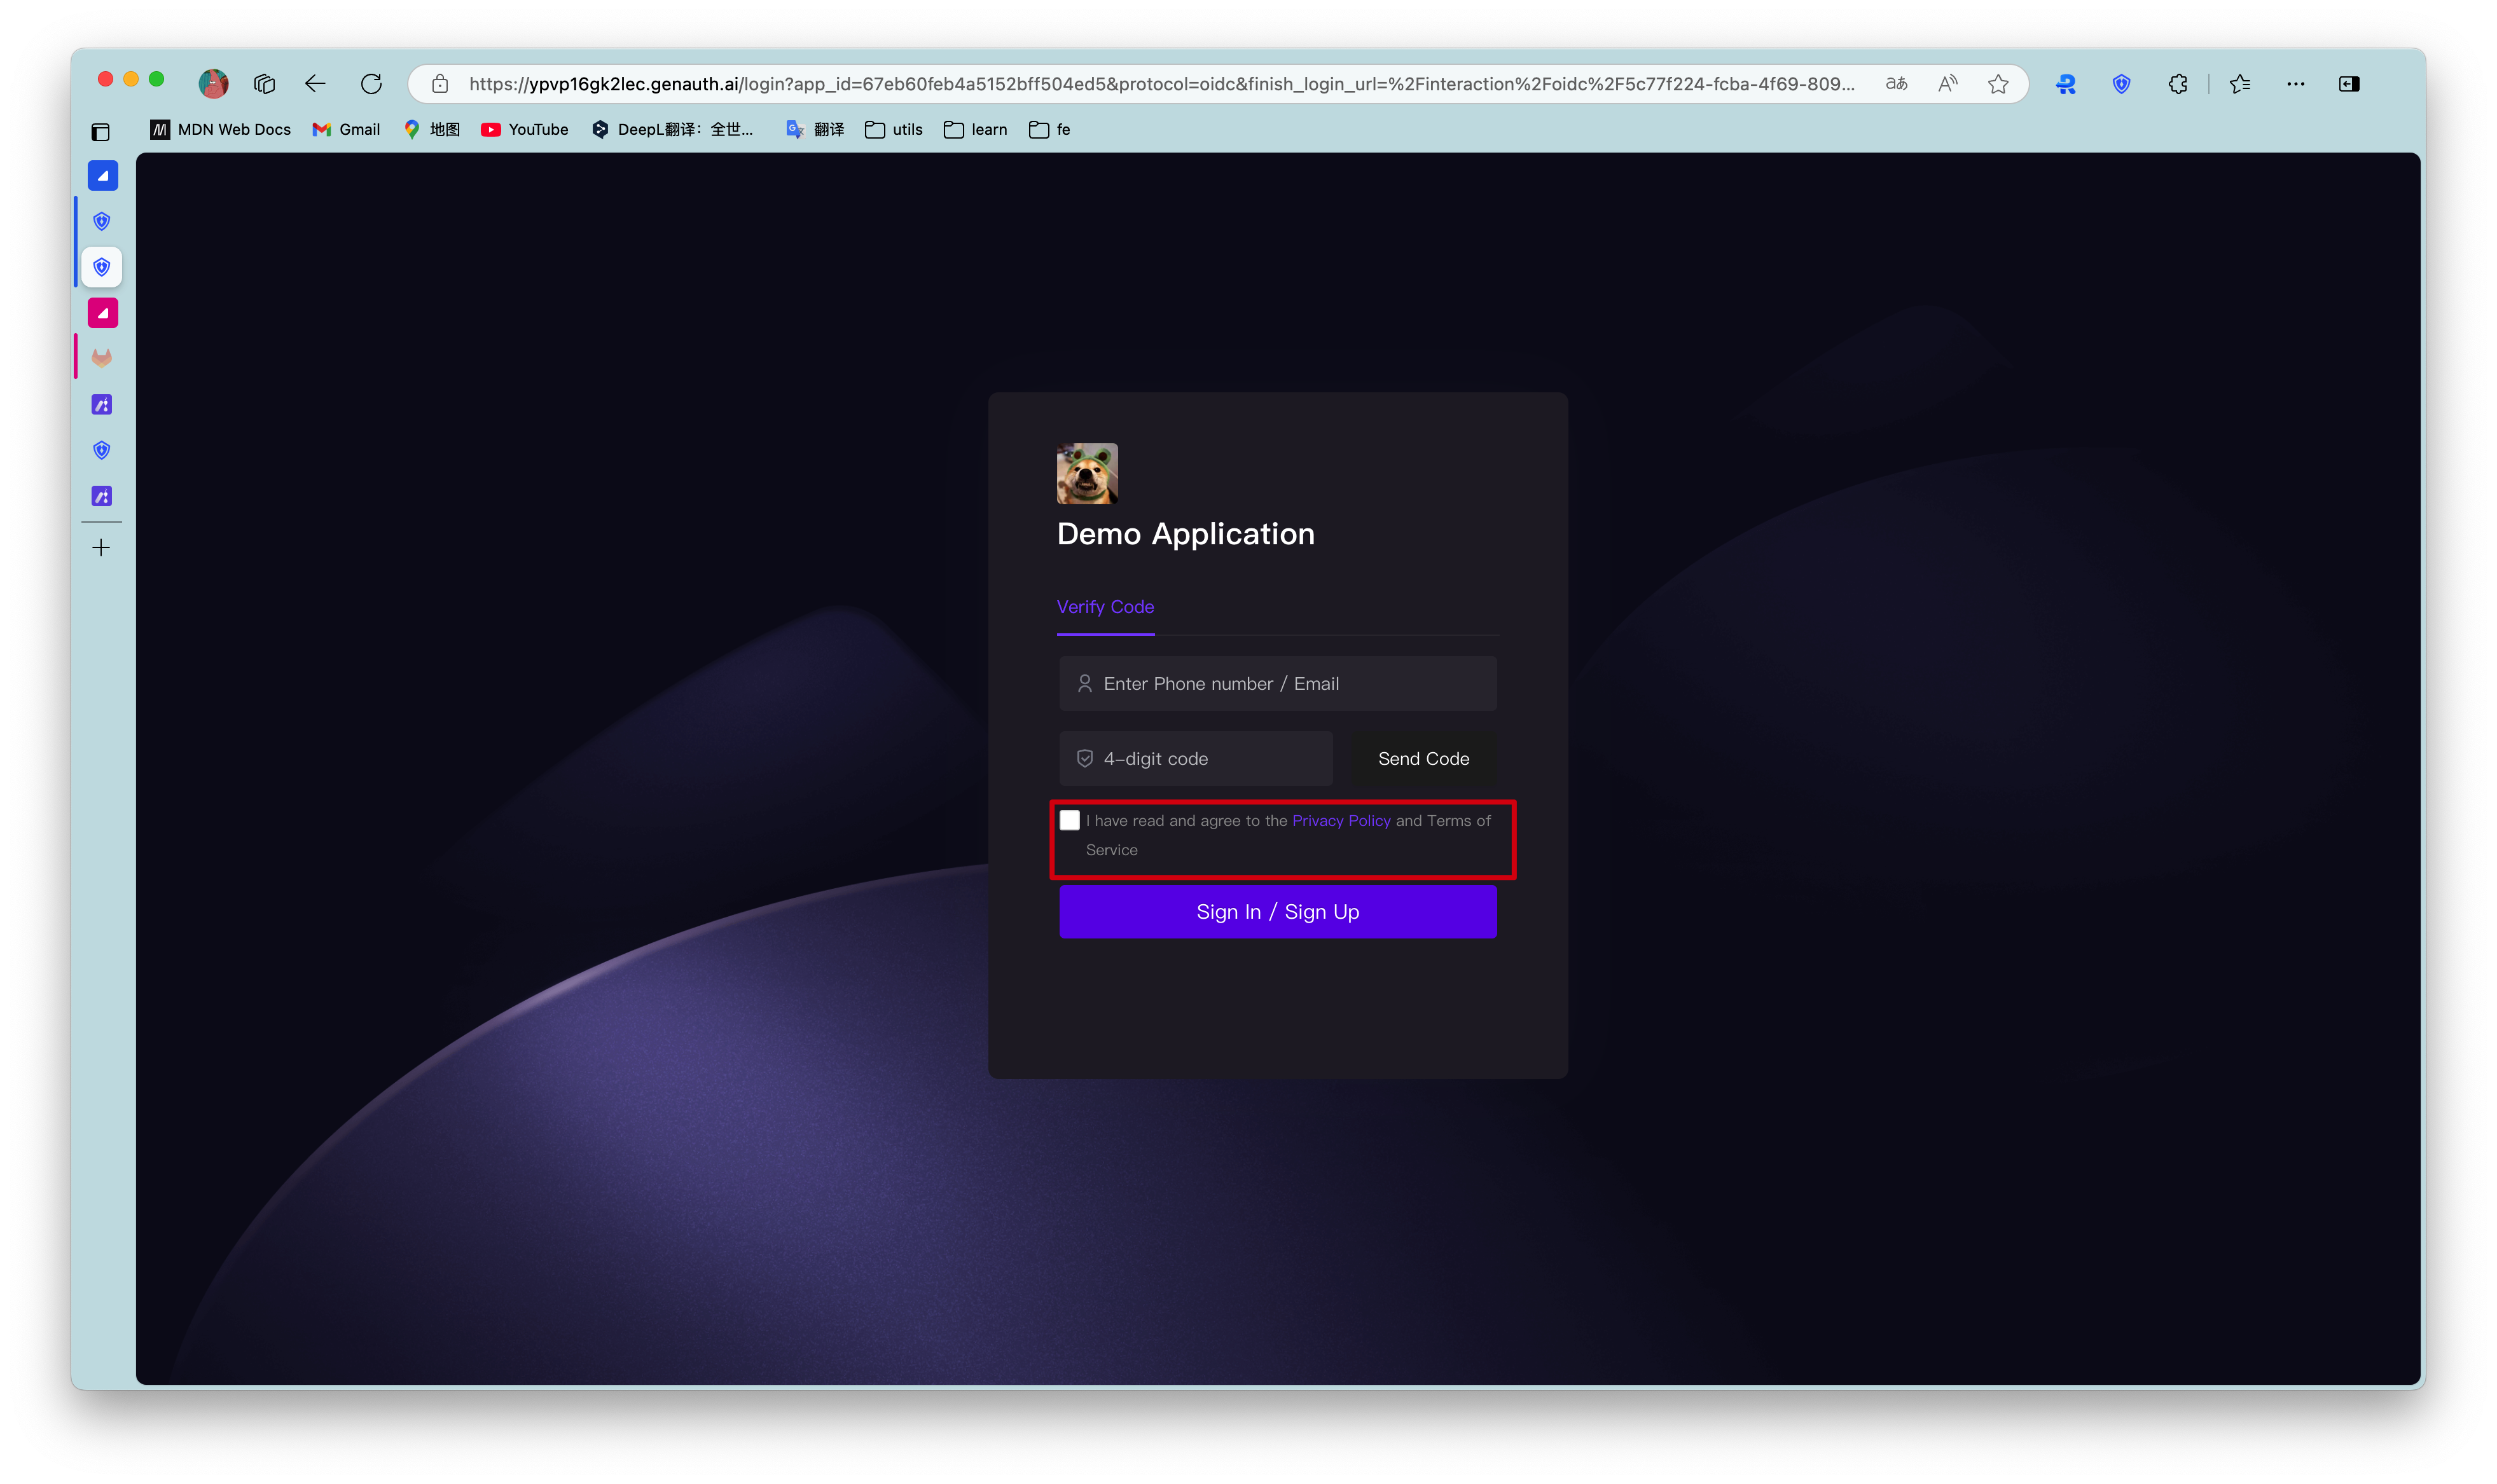 https://ypvp16gk2lec.genauth.ai/login?app_id=67eb60feb4a5152bff504ed5&protocol=oidc&finish_login_url=%2Finteraction%2Foidc%2F5c77f224-fcba-4f69-809...
MDN Web Docs Gmail 地图 YouTube DeepL翻译：全世... 翻译 utils learn fe
Demo Application
Verify Code
Enter Phone number / Email
4-digit code Send Code
I have read and agree to the Privacy Policy and Terms of
Service
Sign In / Sign Up